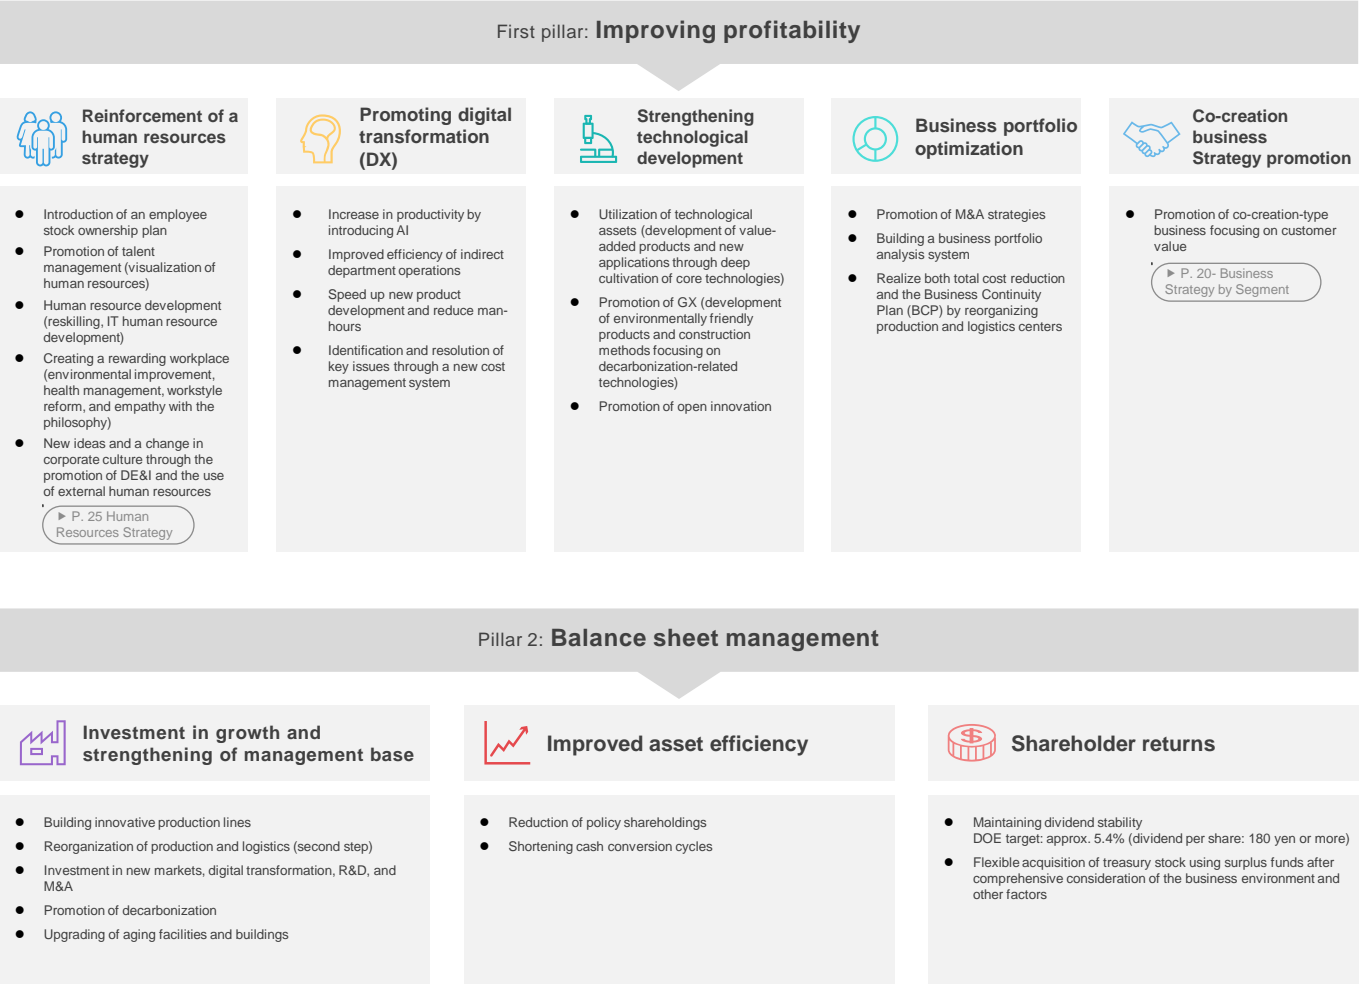 First pillar: Improving profitability
Reinforcement of a
human resources
strategy
● Introduction of an employee
stock ownership plan
● Promotion of talent
management (visualization of
human resources)
● Human resource development
(reskilling, IT human resource
development)
● Creating a rewarding workplace
(environmental improvement,
health management, workstyle
reform, and empathy with the
philosophy)
● New ideas and a change in
corporate culture through the
promotion of DE&I and the use
of external human resources
▶ P. 25 Human
Resources Strategy
Promoting digital
transformation
(DX)
● Increase in productivity by
introducing AI
● Improved efficiency of indirect
department operations
● Speed up new product
development and reduce man-
hours
● Identification and resolution of
key issues through a new cost
management system
Strengthening
technological
development
● Utilization of technological
assets (development of value-
added products and new
applications through deep
cultivation of core technologies)
● Promotion of GX (development
of environmentally friendly
products and construction
methods focusing on
decarbonization-related
technologies)
● Promotion of open innovation
Business portfolio
optimization
● Promotion of M&A strategies
● Building a business portfolio
analysis system
● Realize both total cost reduction
and the Business Continuity
Plan (BCP) by reorganizing
production and logistics centers
Co-creation
business
Strategy promotion
● Promotion of co-creation-type
business focusing on customer
value
▶ P. 20- Business
Strategy by Segment
Pillar 2: Balance sheet management
Investment in growth and
strengthening of management base
● Building innovative production lines
● Reorganization of production and logistics (second step)
● Investment in new markets, digital transformation, R&D, and
M&A
● Promotion of decarbonization
● Upgrading of aging facilities and buildings
Improved asset efficiency
● Reduction of policy shareholdings
● Shortening cash conversion cycles
Shareholder returns
● Maintaining dividend stability
DOE target: approx. 5.4% (dividend per share: 180 yen or more)
● Flexible acquisition of treasury stock using surplus funds after
comprehensive consideration of the business environment and
other factors